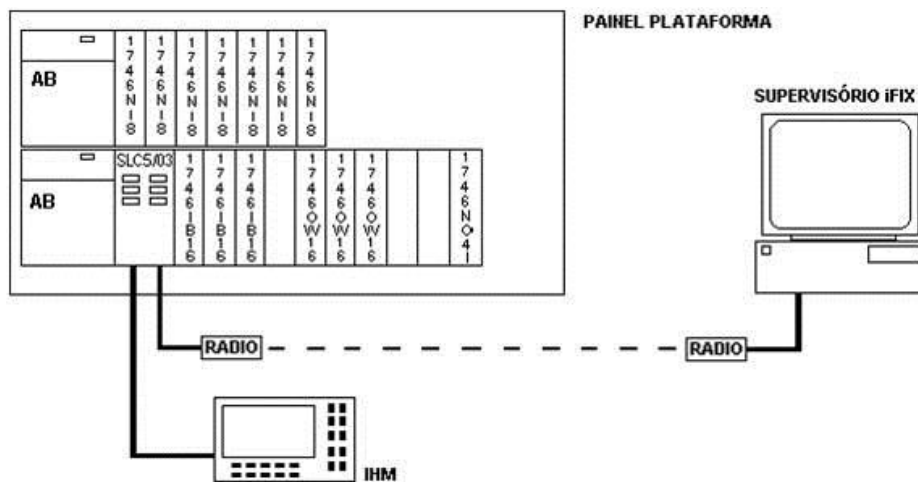 PAINEL PLATAFORMA
AB
1746NI8
1746NI8
1746NI8
1746NI8
1746NI8
1746NI8
1746NI8
SUPERVISÓRIO iFIX
AB
SLC5/03
1746IB16
1746IB16
1746IB16
1746OW16
1746OW16
1746OW16
1746NO4I
RADIO
RADIO
IHM